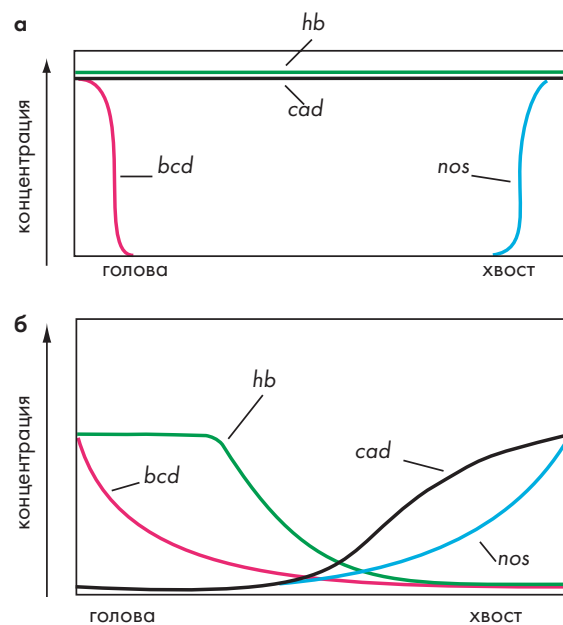 а
hb
cad
bcd
nos
концентрация
голова
хвост
б
hb
cad
bcd
nos
концентрация
голова
хвост